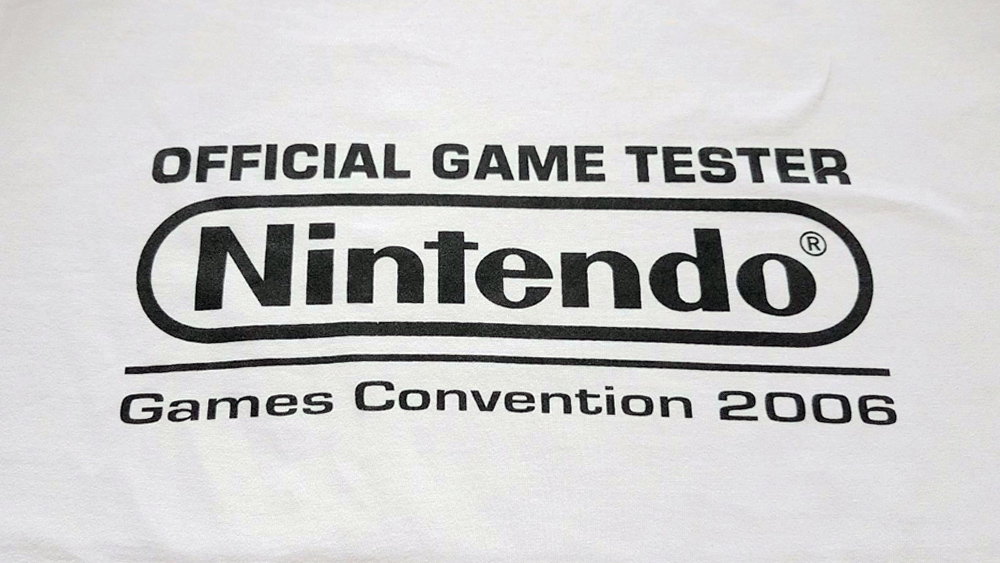 OFFICIAL GAME TESTER
Nintendo®
Games Convention 2006